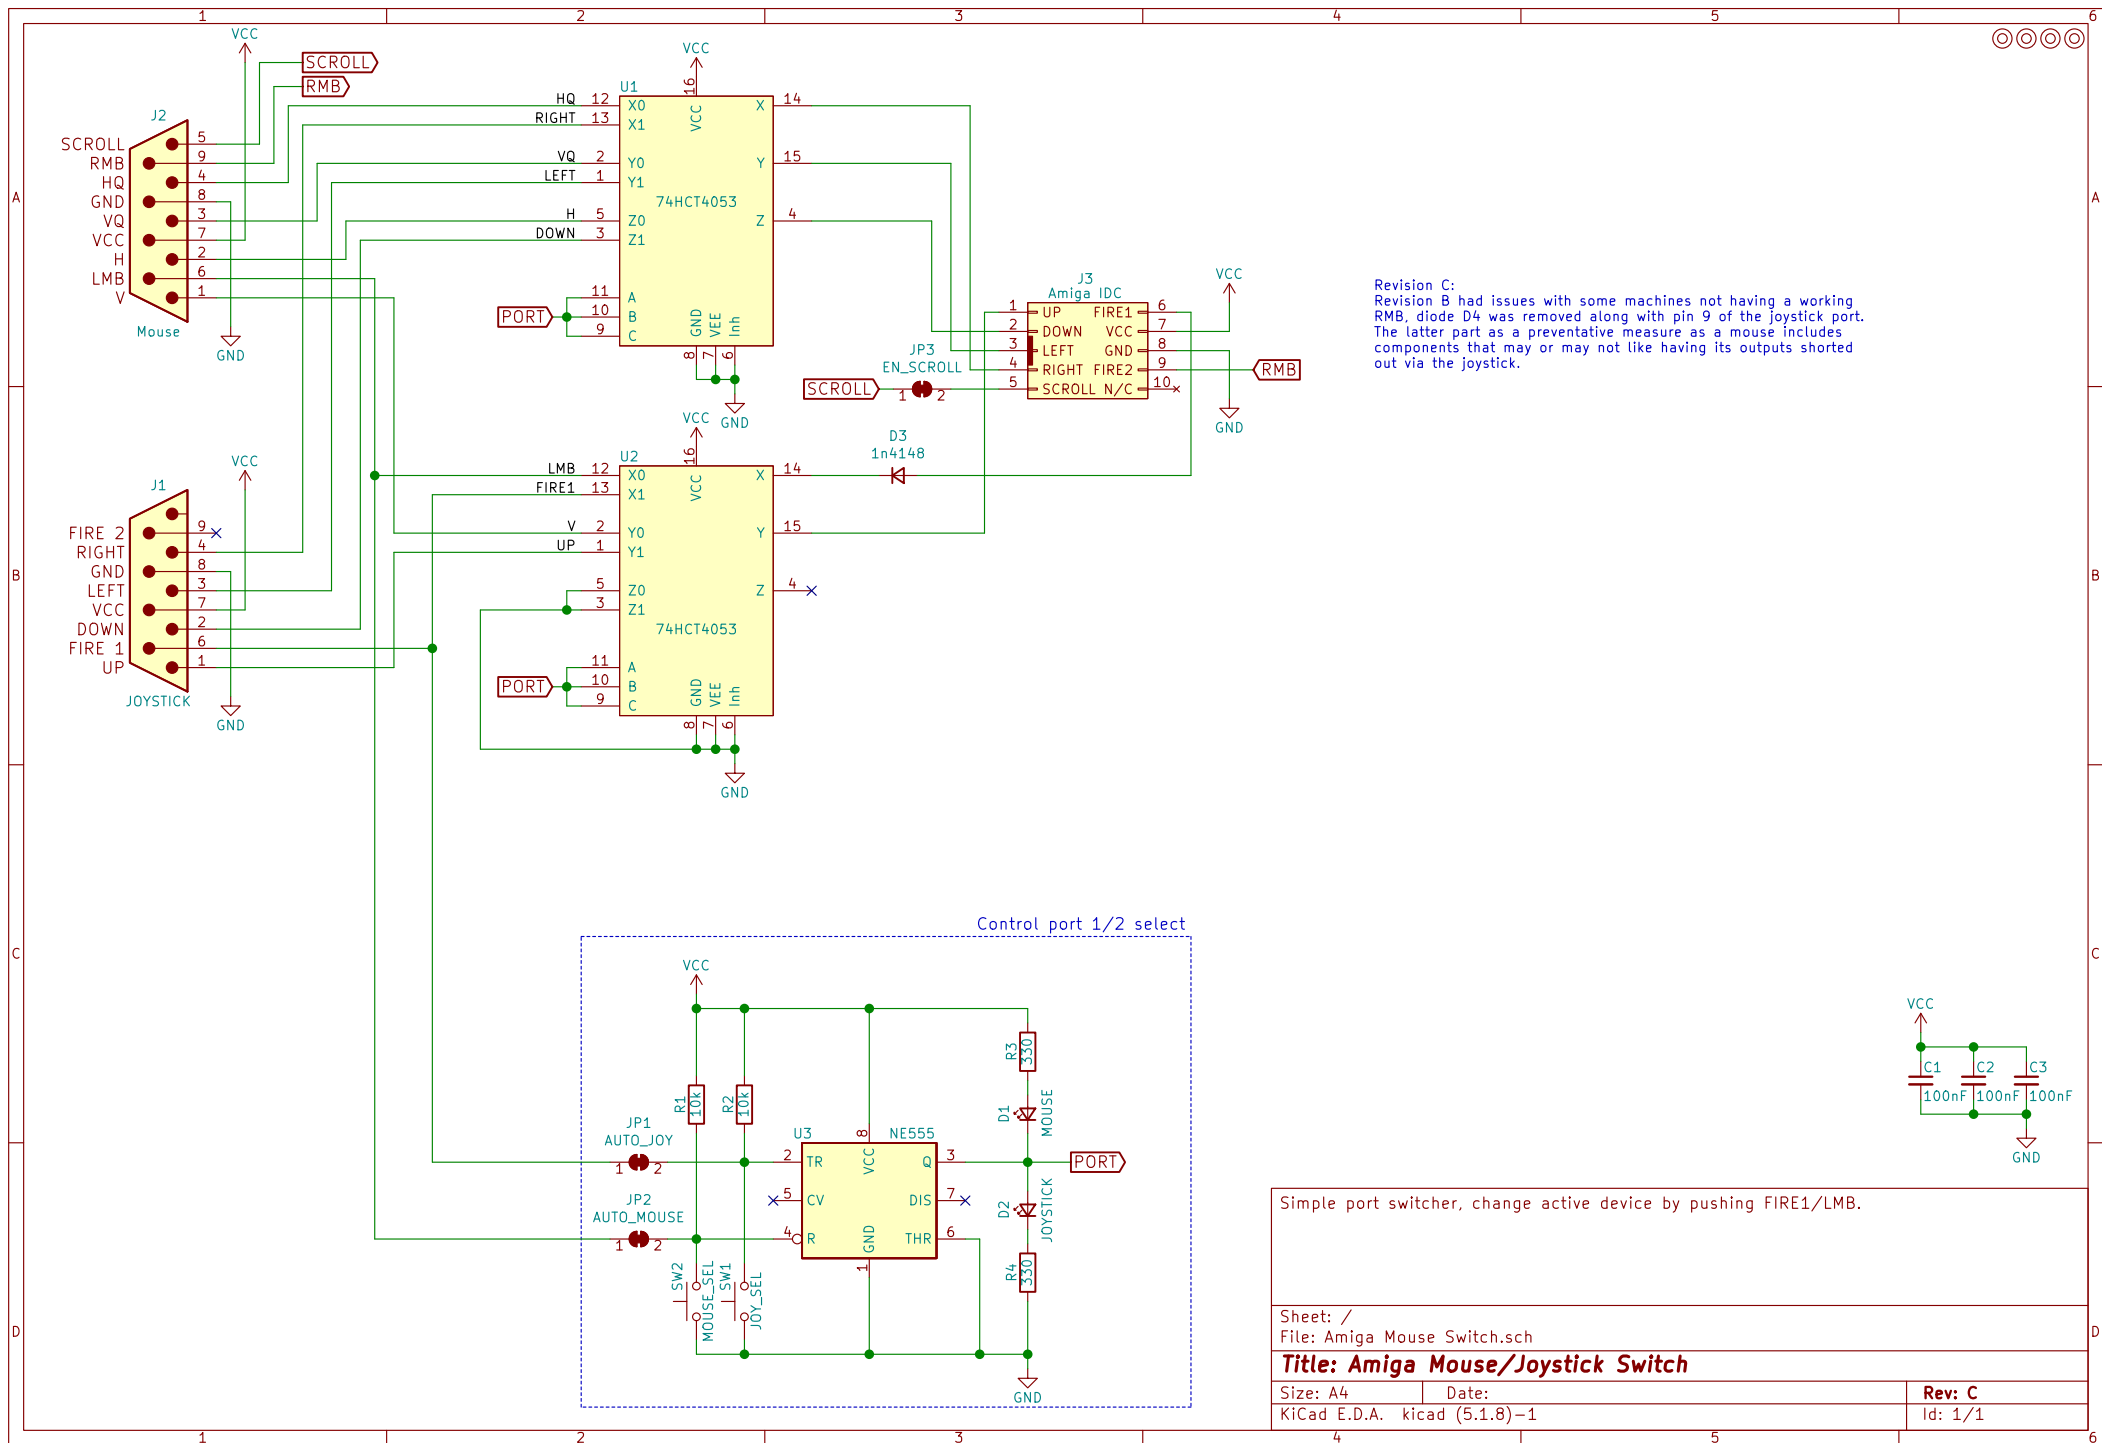 1 2 3 4 5 6
VCC
SCROLL
RMB
J2
SCROLL 5
RMB 9
HQ 4
GND 8
VQ 3
VCC 7
H 2
LMB 6
V 1
Mouse
GND
VCC
U1
16
VCC
HQ 12 X0 X 14
RIGHT 13 X1
VQ 2 Y0 Y 15
LEFT 1 Y1
74HCT4053
H 5 Z0 Z 4
DOWN 3 Z1
11 A
PORT 10 B
9 C
GND VEE Inh
8 7 6
GND
J3
Amiga IDC
1 UP FIRE1 6
2 DOWN VCC 7
3 LEFT GND 8
4 RIGHT FIRE2 9
5 SCROLL N/C 10
VCC
GND
RMB
JP3
EN_SCROLL
SCROLL 1 2
D3
1n4148
Revision C:
Revision B had issues with some machines not having a working
RMB, diode D4 was removed along with pin 9 of the joystick port.
The latter part as a preventative measure as a mouse includes
components that may or may not like having its outputs shorted
out via the joystick.
VCC
J1
FIRE 2 9
RIGHT 4
GND 8
LEFT 3
VCC 7
DOWN 2
FIRE 1 6
UP 1
JOYSTICK
GND
VCC
U2
16
VCC
LMB 12 X0 X 14
FIRE1 13 X1
V 2 Y0 Y 15
UP 1 Y1
5 Z0 Z 4
3 Z1
74HCT4053
11 A
PORT 10 B
9 C
GND VEE Inh
8 7 6
GND
Control port 1/2 select
VCC
R1 10k
R2 10k
R3 330
D1 MOUSE
JP1
AUTO_JOY
1 2
JP2
AUTO_MOUSE
1 2
U3 NE555
8
VCC
2 TR Q 3
5 CV DIS 7
4 R THR 6
GND
1
PORT
D2 JOYSTICK
R4 330
SW2 MOUSE_SEL
SW1 JOY_SEL
GND
VCC
C1 C2 C3
100nF 100nF 100nF
GND
Simple port switcher, change active device by pushing FIRE1/LMB.
Sheet: /
File: Amiga Mouse Switch.sch
Title: Amiga Mouse/Joystick Switch
Size: A4 Date: Rev: C
KiCad E.D.A. kicad (5.1.8)-1 Id: 1/1
A A
B B
C C
D D
1 2 3 4 5 6